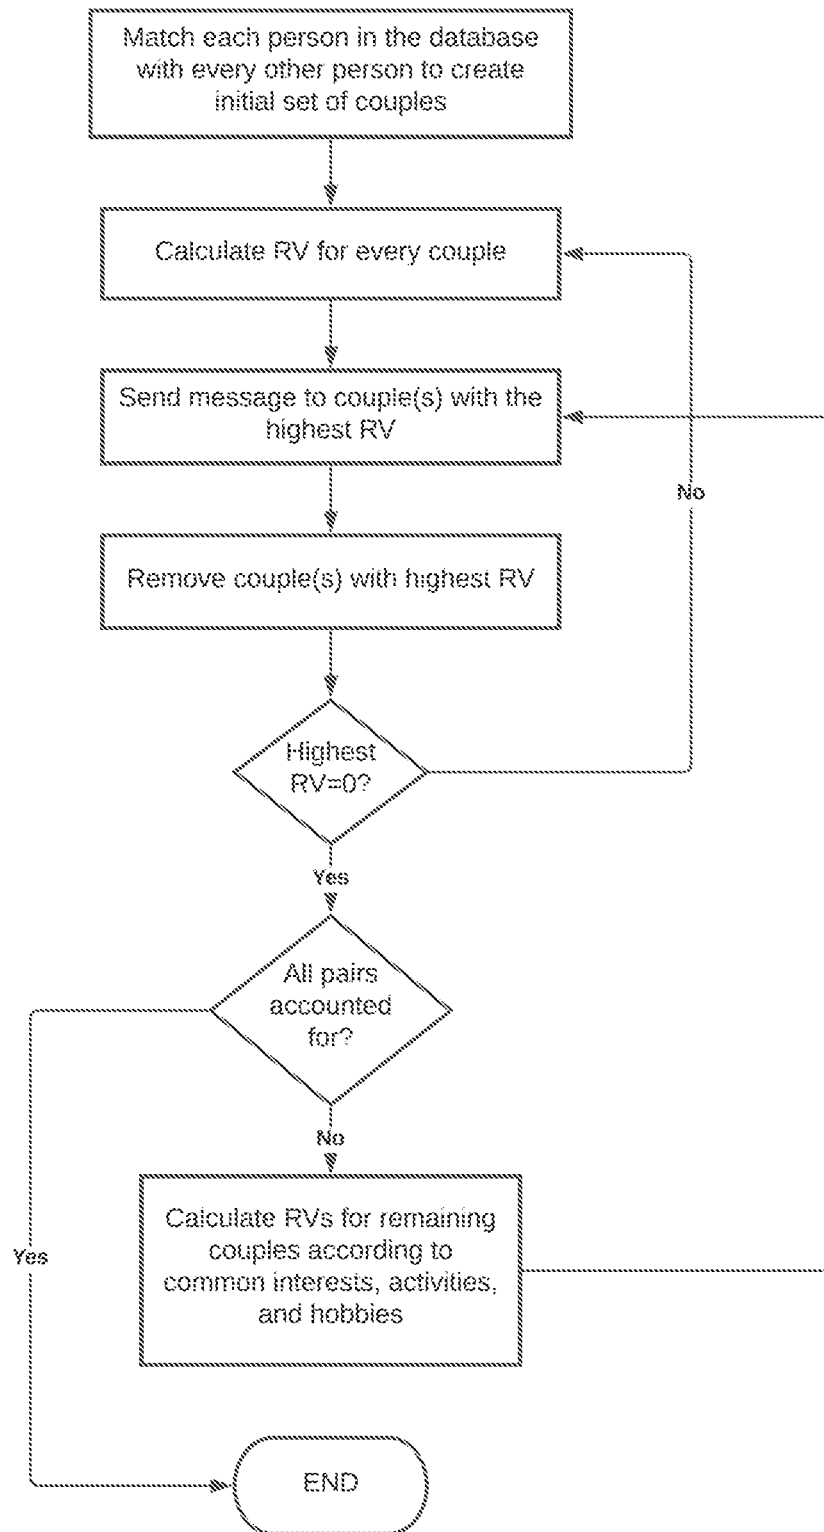 Match each person in the database
with every other person to create
initial set of couples
Calculate RV for every couple
Send message to couple(s) with the
highest RV
No
Remove couple(s) with highest RV
Highest
RV=0?
Yes
All pairs
accounted
for?
No
Calculate RVs for remaining
couples according to
common interests, activities,
and hobbies
Yes
END